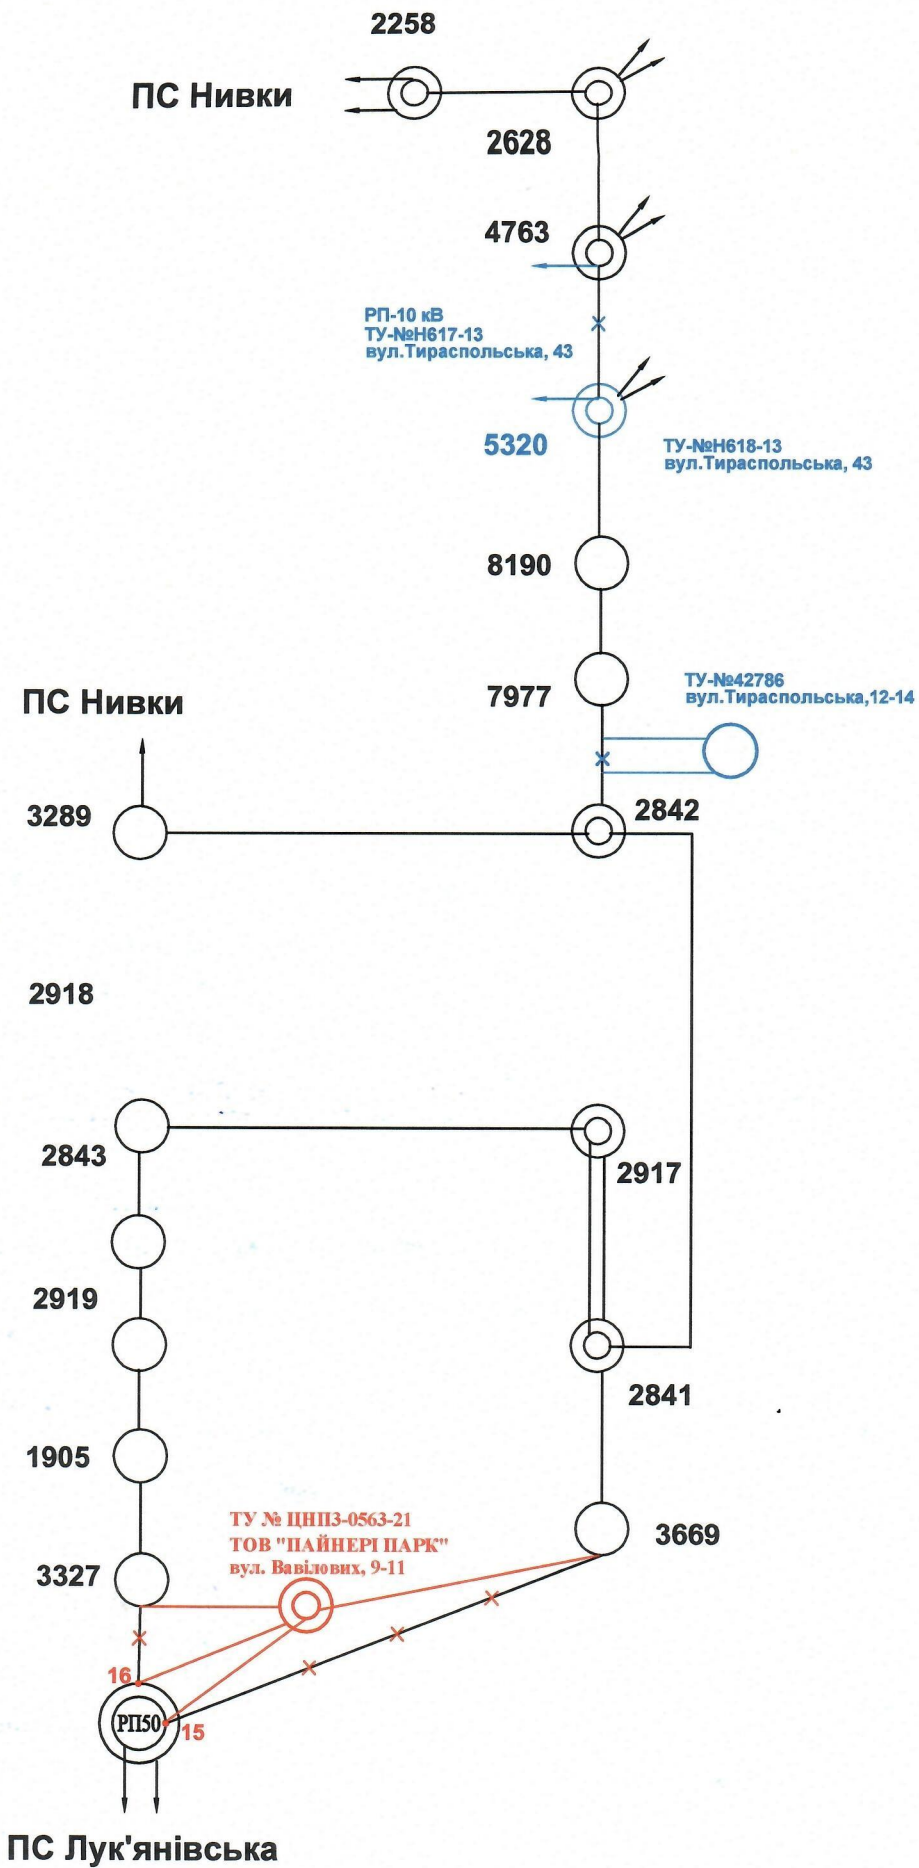 2258
ПС Нивки
2628
4763
РП-10 кВ
ТУ-№Н617-13
вул.Тираспольська, 43
5320
ТУ-№Н618-13
вул.Тираспольська, 43
8190
7977
ТУ-№42786
вул.Тираспольська,12-14
ПС Нивки
3289
2842
2918
2843
2917
2919
2841
1905
ТУ № ЦНПЗ-0563-21
ТОВ "ПАЙНЕРІ ПАРК"
вул. Вавілових, 9-11
3669
3327
16
РП50
15
ПС Лук'янівська